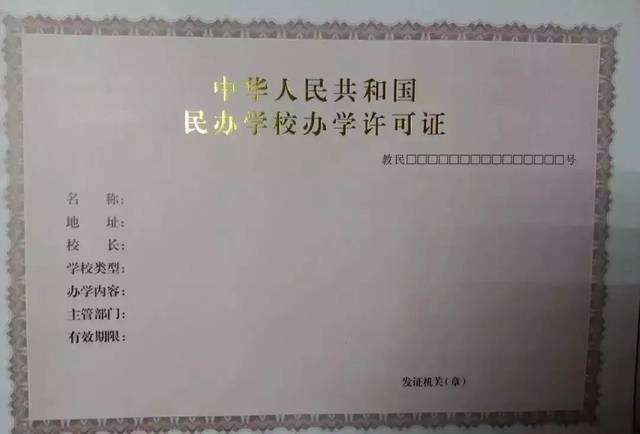 中华人民共和国
民办学校办学许可证
教民□□□□□□□□□□□□□□□号
名 称:
地 址:
校 长:
学校类型:
办学内容:
主管部门:
有效期限:
发证机关(章)